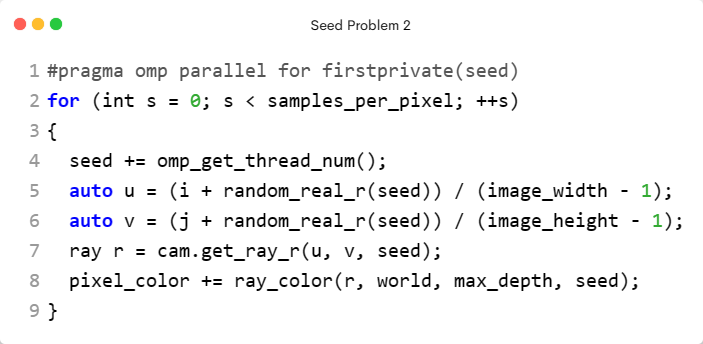 Seed Problem 2
1 #pragma omp parallel for firstprivate(seed)
2 for (int s = 0; s < samples_per_pixel; ++s)
3 {
4   seed += omp_get_thread_num();
5   auto u = (i + random_real_r(seed)) / (image_width - 1);
6   auto v = (j + random_real_r(seed)) / (image_height - 1);
7   ray r = cam.get_ray_r(u, v, seed);
8   pixel_color += ray_color(r, world, max_depth, seed);
9 }